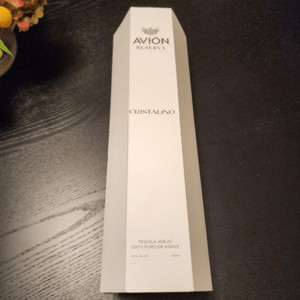 AVIÓN
RESERVA
CRISTALINO
TEQUILA AÑEJO
100% PURO DE AGAVE